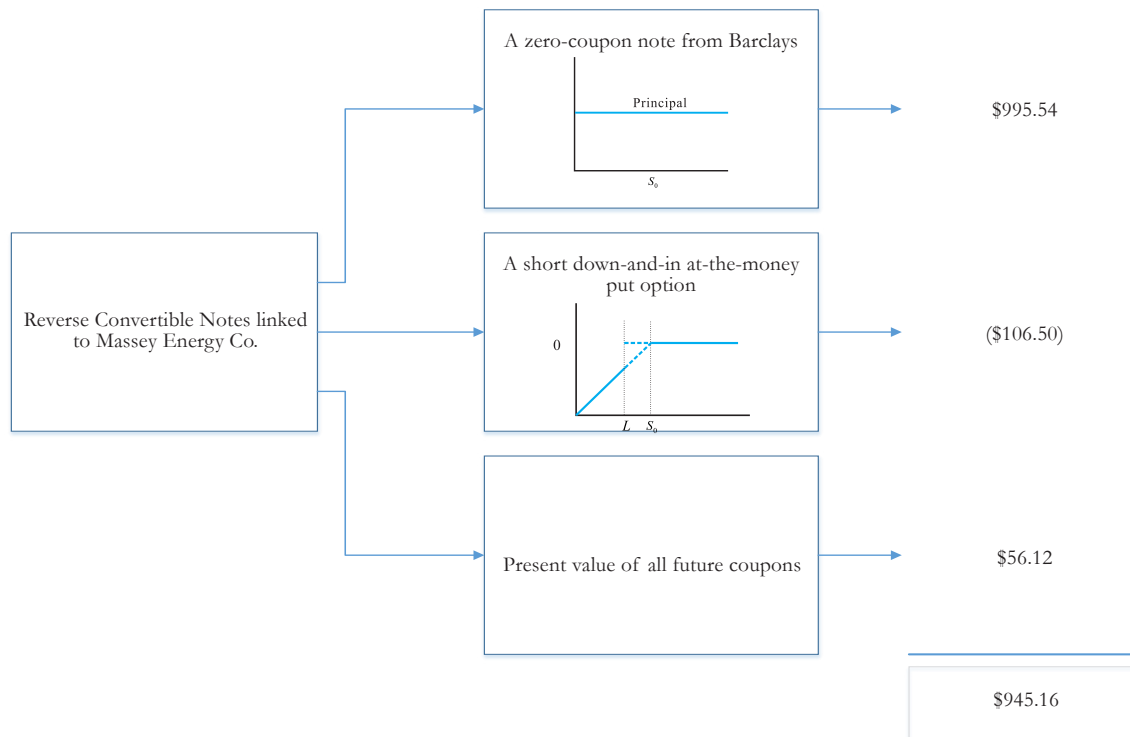 A zero-coupon note from Barclays
Principal
S₀
$995.54
Reverse Convertible Notes linked
to Massey Energy Co.
A short down-and-in at-the-money
put option
0
L S₀
($106.50)
Present value of all future coupons
$56.12
$945.16